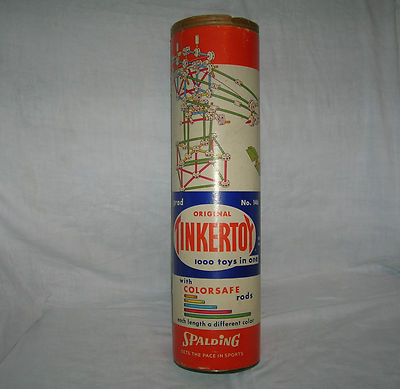 No.
ORIGINAL
TINKERTOY
1000 toys in one
with
COLORSAFE
rods
each length a different color
SPALDING
SETS THE PACE IN SPORTS